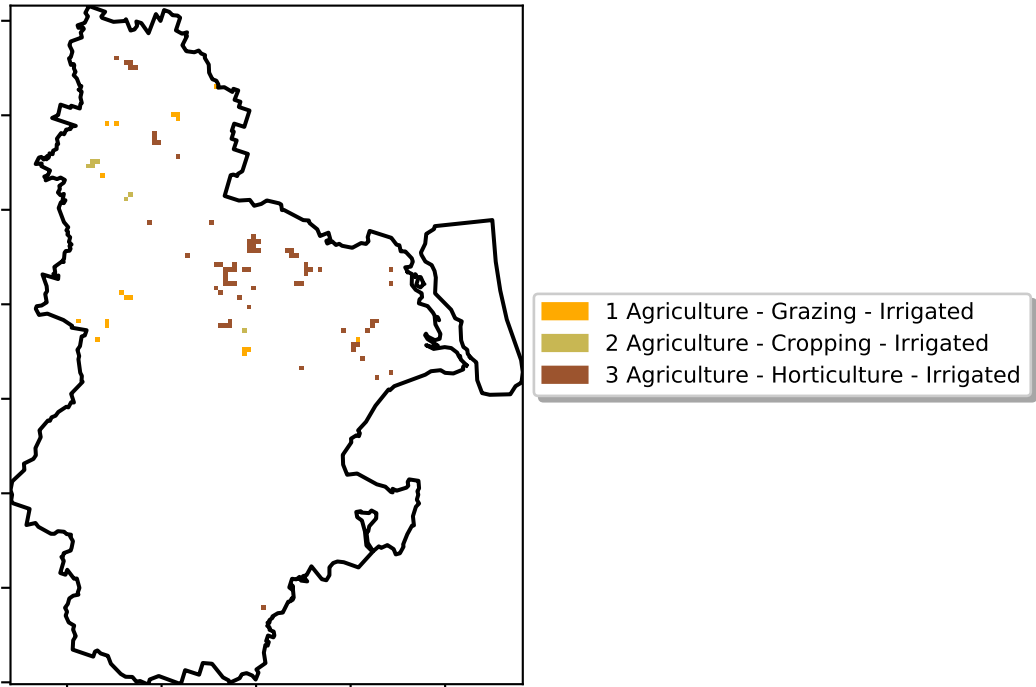 1 Agriculture - Grazing - Irrigated
2 Agriculture - Cropping - Irrigated
3 Agriculture - Horticulture - Irrigated